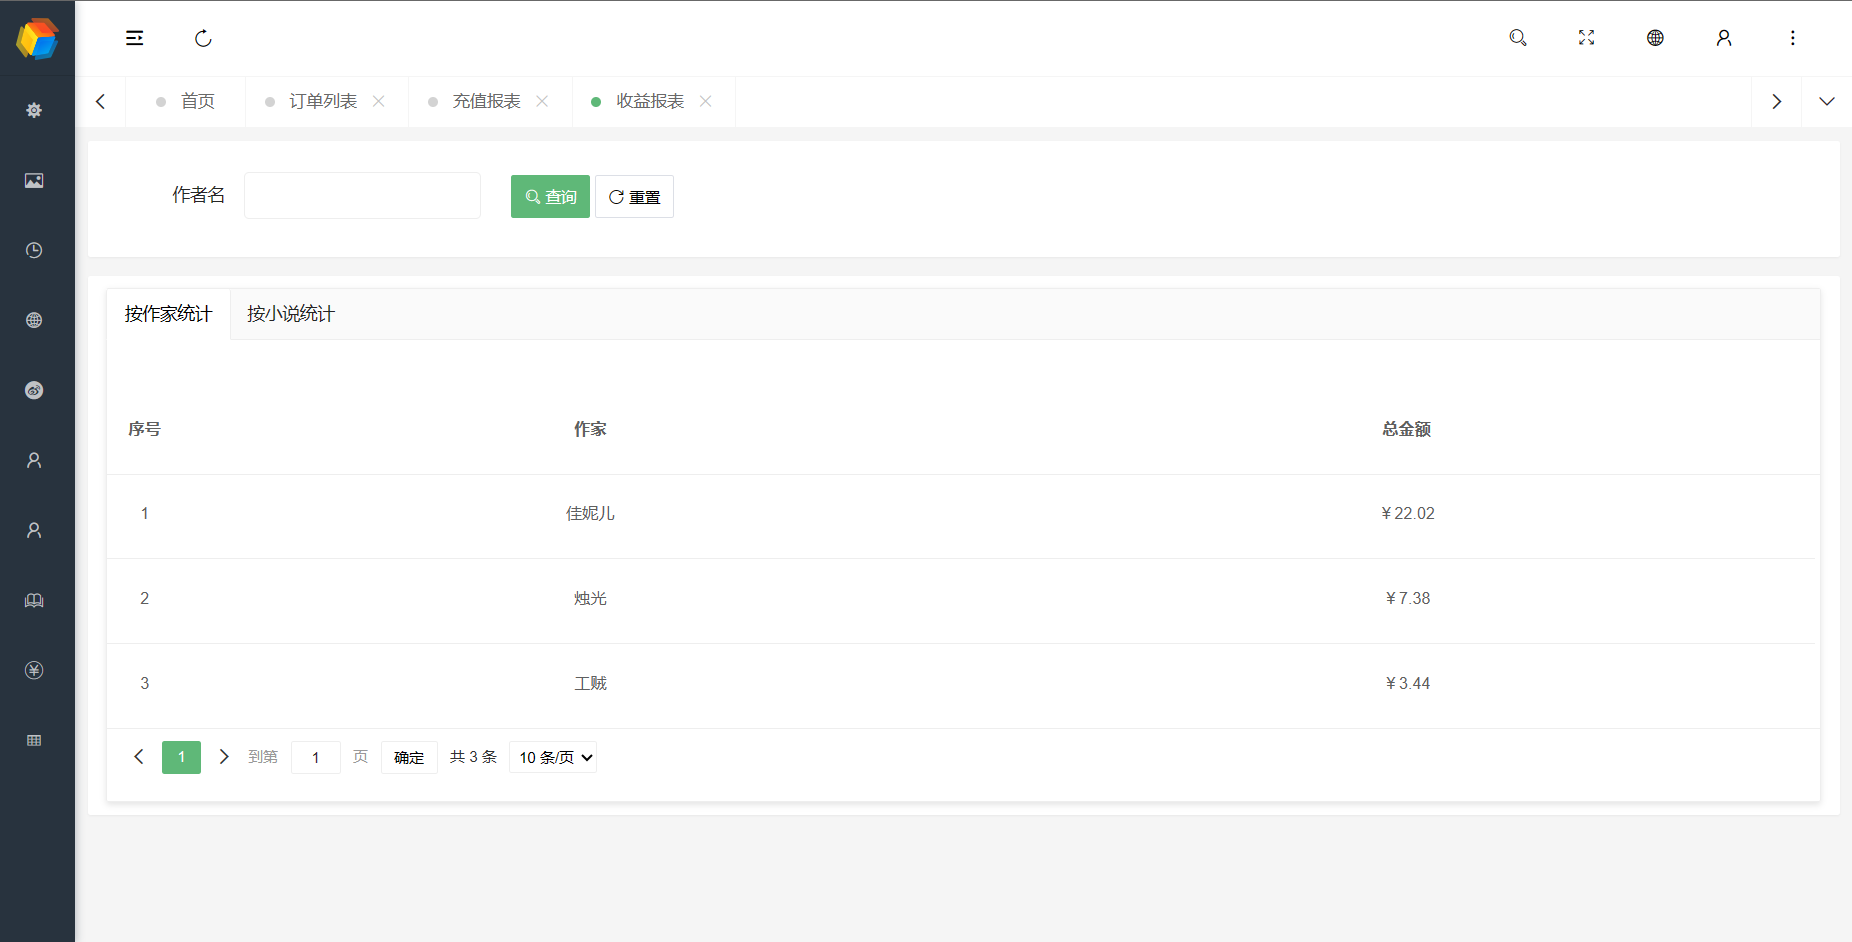 首页 订单列表 充值报表 收益报表
作者名 查询 重置
按作家统计 按小说统计
序号 作家 总金额
1 佳妮儿 ￥22.02
2 烛光 ￥7.38
3 工贼 ￥3.44
1 到第 1 页 确定 共 3 条 10 条/页